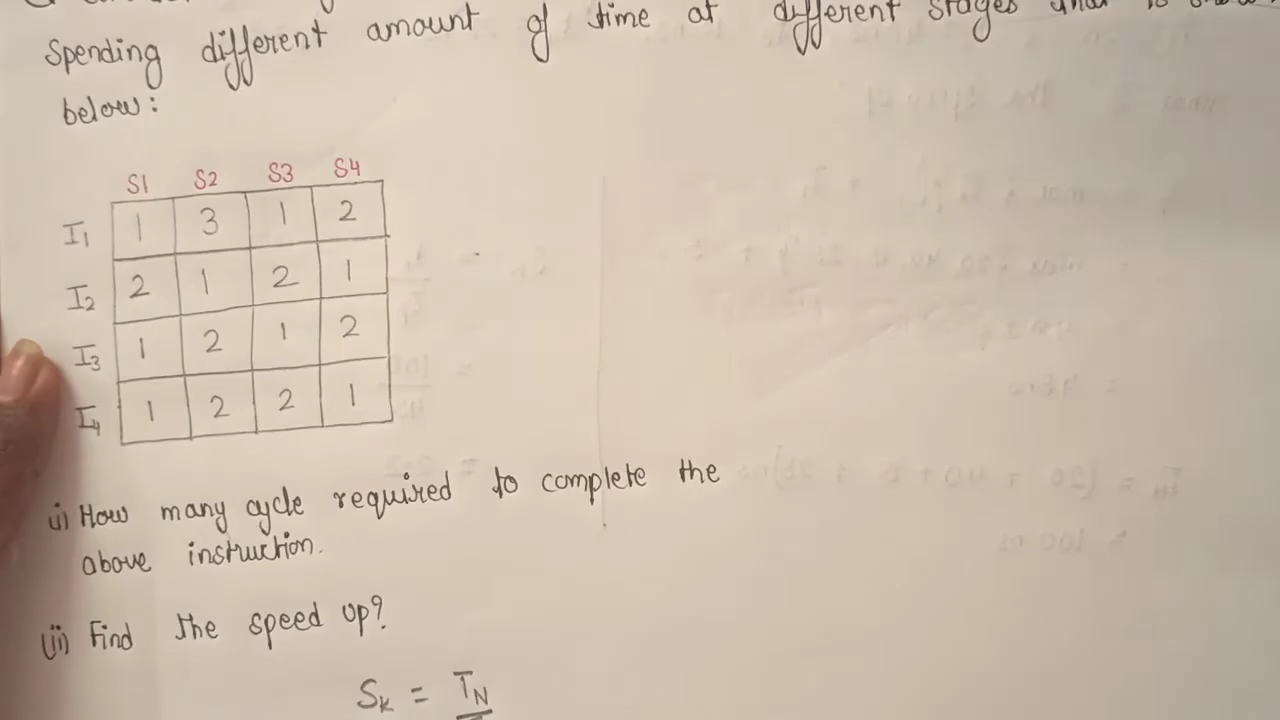 spending different amount of time at different stages that is
below:
S1 S2 S3 S4
I1 1 3 1 2
I2 2 1 2 1
I3 1 2 1 2
I4 1 2 2 1
(i) How many cycle required to complete the
above instruction.
(ii) Find the speed up?
Sk = TN